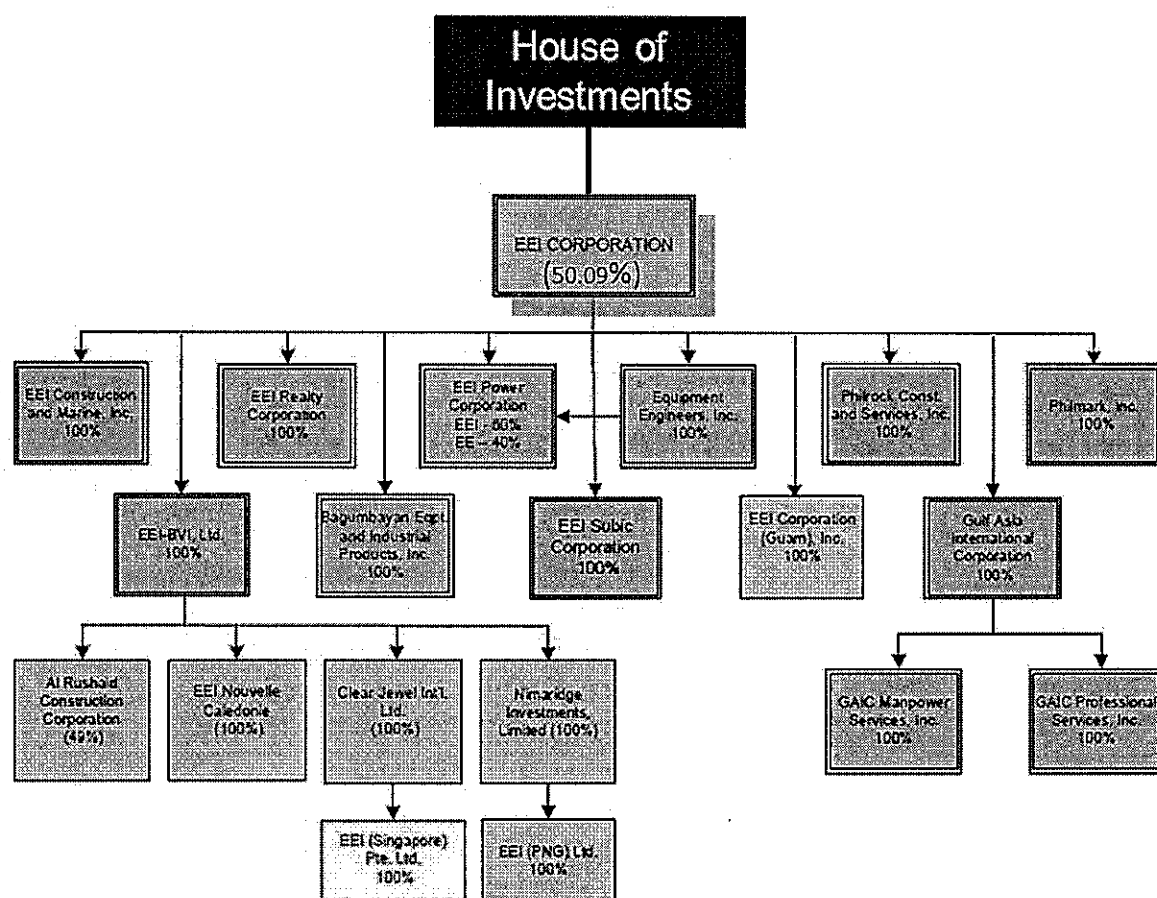 House of
Investments
EEI CORPORATION
(50.09%)
EEI Construction
and Marine, Inc.
100%
EEI Realty
Corporation
100%
EEI Power
Corporation
EEI - 60%
EE – 40%
Equipment
Engineers, Inc.
100%
Philrock Const.
and Services, Inc.
100%
Philmark, Inc.
100%
EEI-BVI, Ltd.
100%
Bagumbayan Eqpt.
and Industrial
Products, Inc.
100%
EEI Subic
Corporation
100%
EEI Corporation
(Guam), Inc.
100%
Gulf Asia
International
Corporation
100%
Al Rushaid
Construction
Corporation
(49%)
EEI Nouvelle
Caledonie
(100%)
Clear Jewel Int'l.
Ltd.
(100%)
Nimaridge
Investments,
Limited (100%)
GAIC Manpower
Services, Inc.
100%
GAIC Professional
Services, Inc.
100%
EEI (Singapore)
Pte. Ltd.
100%
EEI (PNG) Ltd.
100%